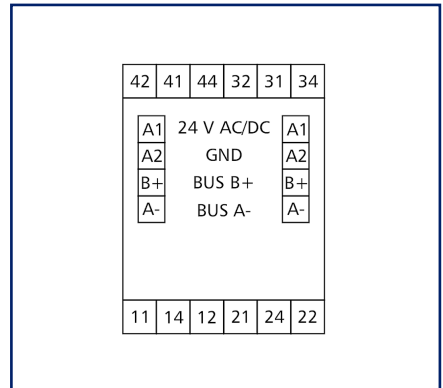 42 41 44 32 31 34
A1 24 V AC/DC A1
A2 GND A2
B+ BUS B+ B+
A- BUS A- A-
11 14 12 21 24 22